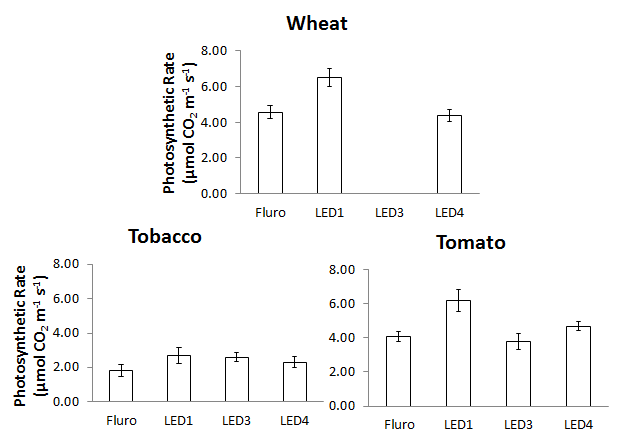 Wheat
Photosynthetic Rate
(µmol CO₂ m⁻¹ s⁻¹)
8.00
6.00
4.00
2.00
0.00
Fluro LED1 LED3 LED4
Tobacco
Photosynthetic Rate
(µmol CO₂ m⁻¹ s⁻¹)
8.00
6.00
4.00
2.00
0.00
Fluro LED1 LED3 LED4
Tomato
8.00
6.00
4.00
2.00
0.00
Fluro LED1 LED3 LED4